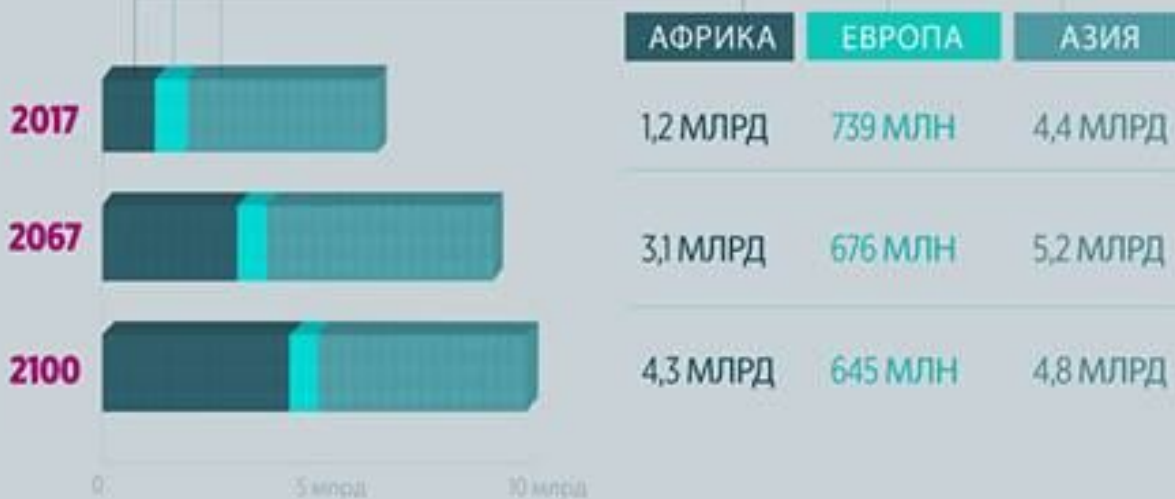 АФРИКА ЕВРОПА АЗИЯ
2017 1,2 МЛРД 739 МЛН 4,4 МЛРД
2067 3,1 МЛРД 676 МЛН 5,2 МЛРД
2100 4,3 МЛРД 645 МЛН 4,8 МЛРД
0 5 млрд 10 млрд